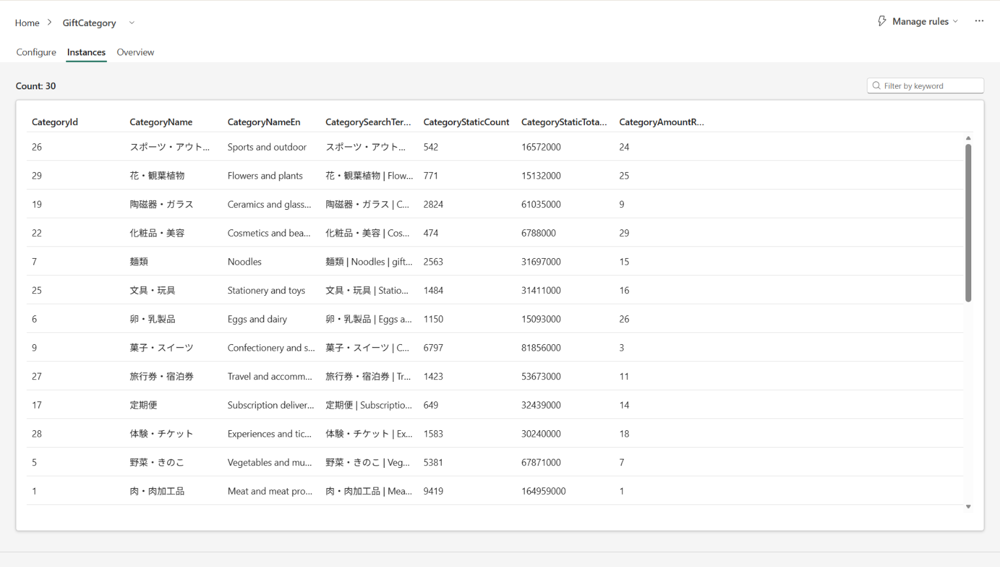 Home > GiftCategory
Manage rules
Configure Instances Overview
Count: 30
Filter by keyword
CategoryId CategoryName CategoryNameEn CategorySearchTer... CategoryStaticCount CategoryStaticTota... CategoryAmountR...
26 スポーツ・アウト... Sports and outdoor スポーツ・アウト... 542 16572000 24
29 花・観葉植物 Flowers and plants 花・観葉植物 | Flow... 771 15132000 25
19 陶磁器・ガラス Ceramics and glass... 陶磁器・ガラス | C... 2824 61035000 9
22 化粧品・美容 Cosmetics and bea... 化粧品・美容 | Cos... 474 6788000 29
7 麺類 Noodles 麺類 | Noodles | gift... 2563 31697000 15
25 文具・玩具 Stationery and toys 文具・玩具 | Statio... 1484 31411000 16
6 卵・乳製品 Eggs and dairy 卵・乳製品 | Eggs a... 1150 15093000 26
9 菓子・スイーツ Confectionery and s... 菓子・スイーツ | C... 6797 81856000 3
27 旅行券・宿泊券 Travel and accomm... 旅行券・宿泊券 | Tr... 1423 53673000 11
17 定期便 Subscription deliver... 定期便 | Subscriptio... 649 32439000 14
28 体験・チケット Experiences and tic... 体験・チケット | Ex... 1583 30240000 18
5 野菜・きのこ Vegetables and mu... 野菜・きのこ | Veg... 5381 67871000 7
1 肉・肉加工品 Meat and meat pro... 肉・肉加工品 | Mea... 9419 164959000 1